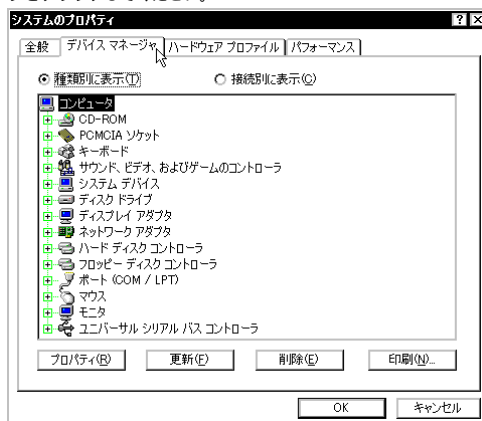 システムのプロパティ
全般 デバイス マネージャ ハードウェア プロファイル パフォーマンス
種類別に表示(T) 接続別に表示(C)
コンピュータ
CD-ROM
PCMCIA ソケット
キーボード
サウンド、ビデオ、およびゲームのコントローラ
システム デバイス
ディスク ドライブ
ディスプレイ アダプタ
ネットワーク アダプタ
ハード ディスク コントローラ
フロッピー ディスク コントローラ
ポート (COM / LPT)
マウス
モニタ
ユニバーサル シリアル バス コントローラ
プロパティ(R) 更新(F) 削除(E) 印刷(N)...
OK キャンセル